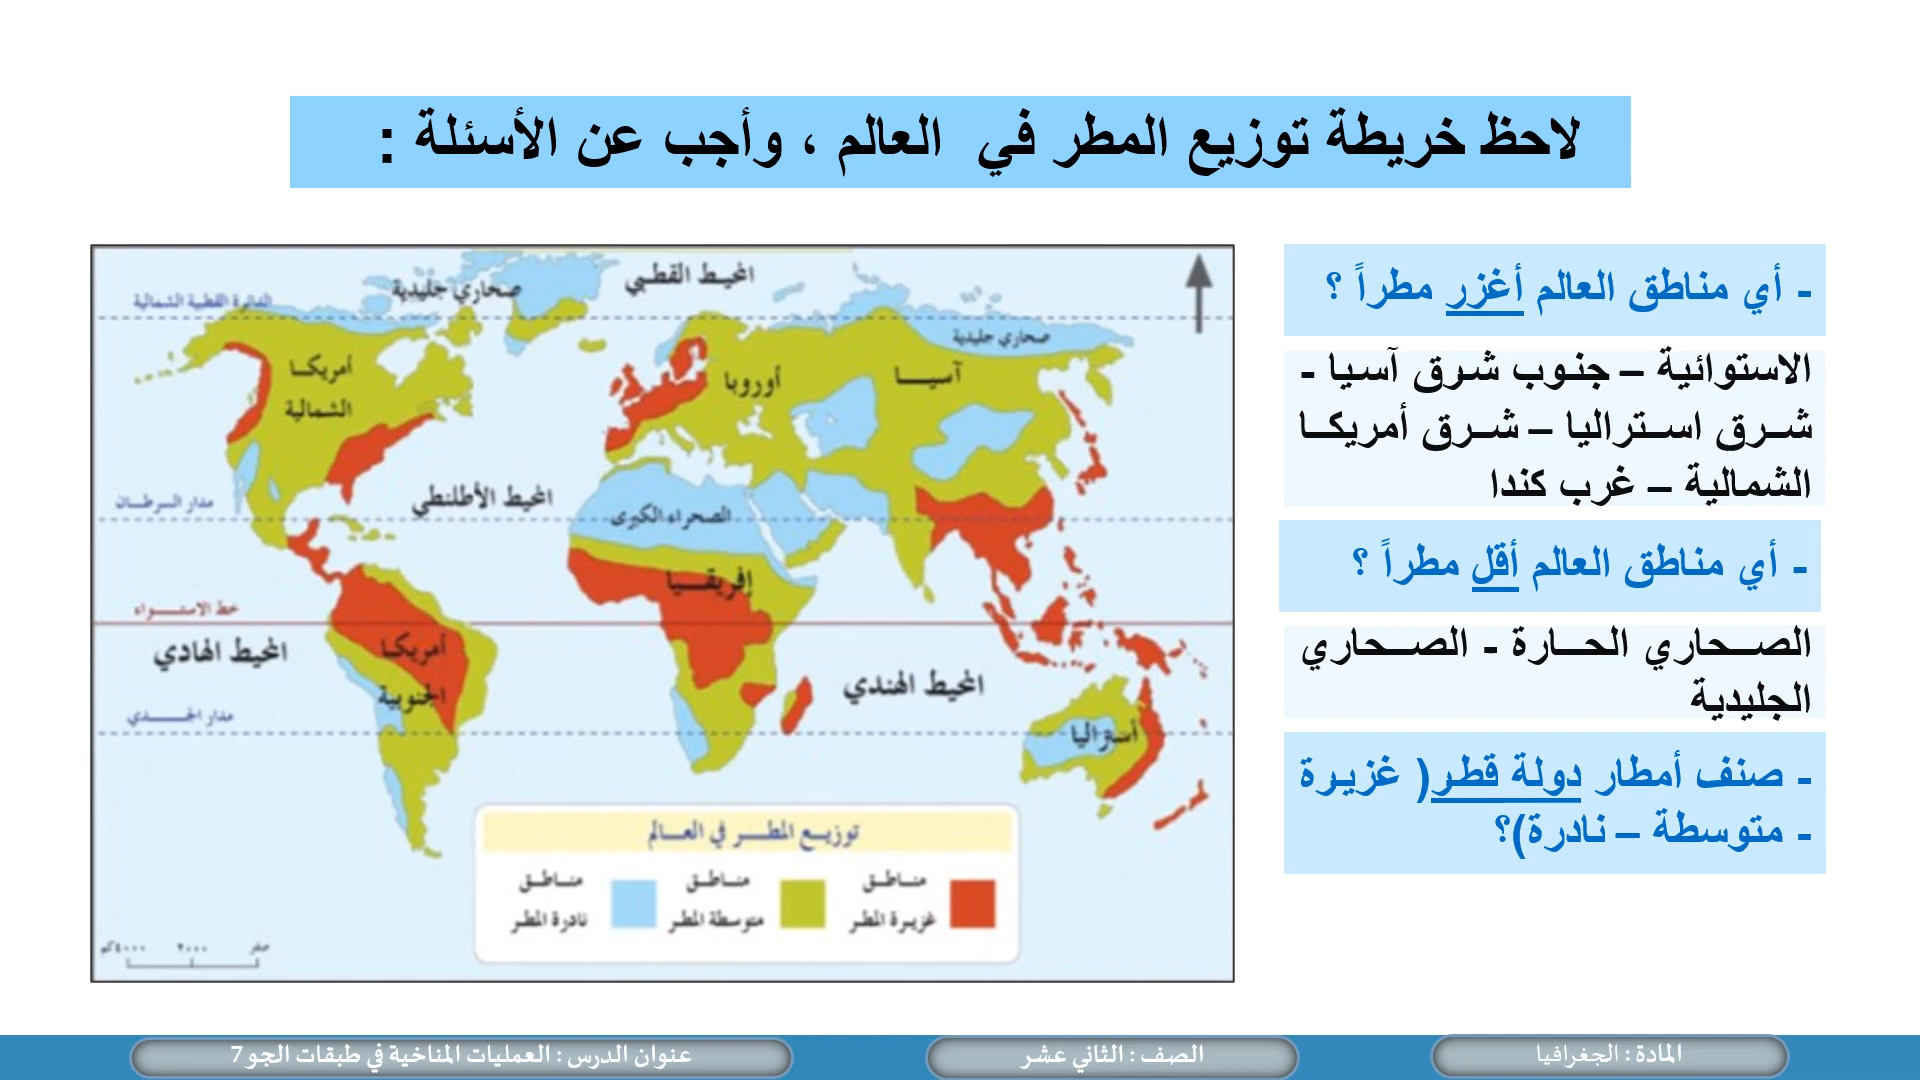 لاحظ خريطة توزيع المطر في العالم ، وأجب عن الأسئلة :
- أي مناطق العالم أغزر مطراً ؟
الاستوائية – جنوب شرق آسيا -
شرق استراليا – شرق أمريكا
الشمالية – غرب كندا
- أي مناطق العالم أقل مطراً ؟
الصحاري الحارة - الصحاري
الجليدية
- صنف أمطار دولة قطر( غزيرة
- متوسطة – نادرة)؟
المحيط القطبي
صحاري جليدية
الدائرة القطبية الشمالية
صحاري جليدية
أمريكا
الشمالية
أوروبا
آسيا
المحيط الأطلنطي
مدار السرطان
الصحراء الكبرى
إفريقيا
خط الاستواء
المحيط الهادي
أمريكا
الجنوبية
المحيط الهندي
مدار الجدي
أستراليا
توزيع المطر في العالم
مناطق
غزيرة المطر
مناطق
متوسطة المطر
مناطق
نادرة المطر
صفر ٢٠٠٠ ٤٠٠٠كم
المادة : الجغرافيا
الصف : الثاني عشر
عنوان الدرس : العمليات المناخية في طبقات الجو7